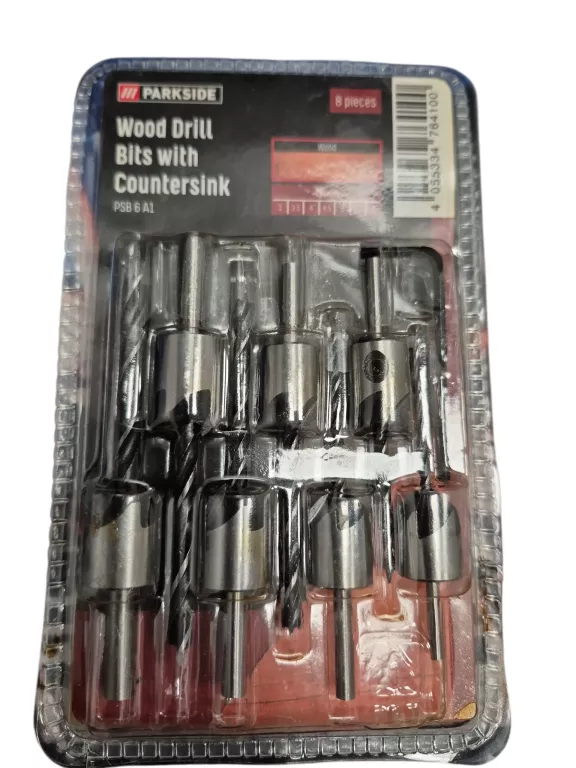 PARKSIDE
8 pieces
Wood Drill
Bits with
Countersink
PSB 6 A1
Wood
4 055334 784100